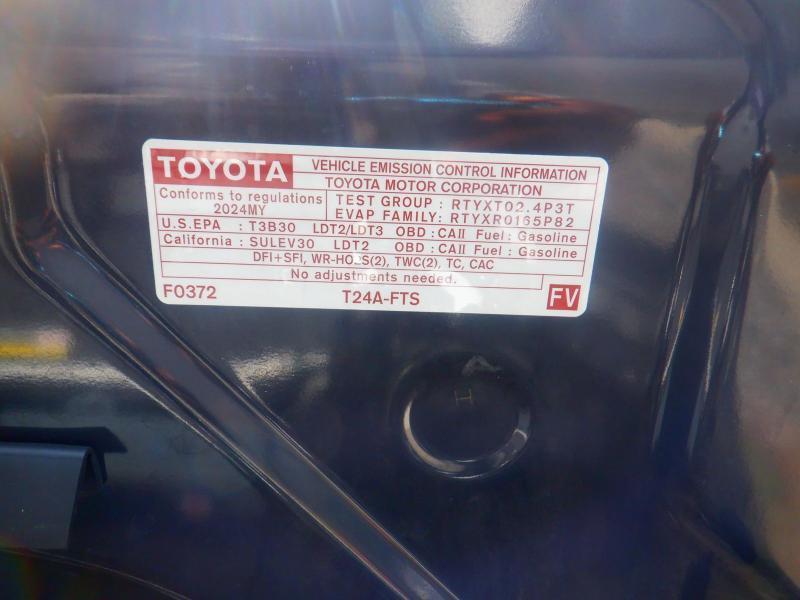 TOYOTA VEHICLE EMISSION CONTROL INFORMATION
TOYOTA MOTOR CORPORATION
Conforms to regulations
2024MY
TEST GROUP : RTYXT02.4P3T
EVAP FAMILY: RTYXR0165P82
U.S.EPA : T3B30 LDT2/LDT3 OBD : CAII Fuel : Gasoline
California : SULEV30 LDT2 OBD : CAII Fuel : Gasoline
DFI+SFI, WR-HO2S(2), TWC(2), TC, CAC
No adjustments needed.
F0372 T24A-FTS FV
H